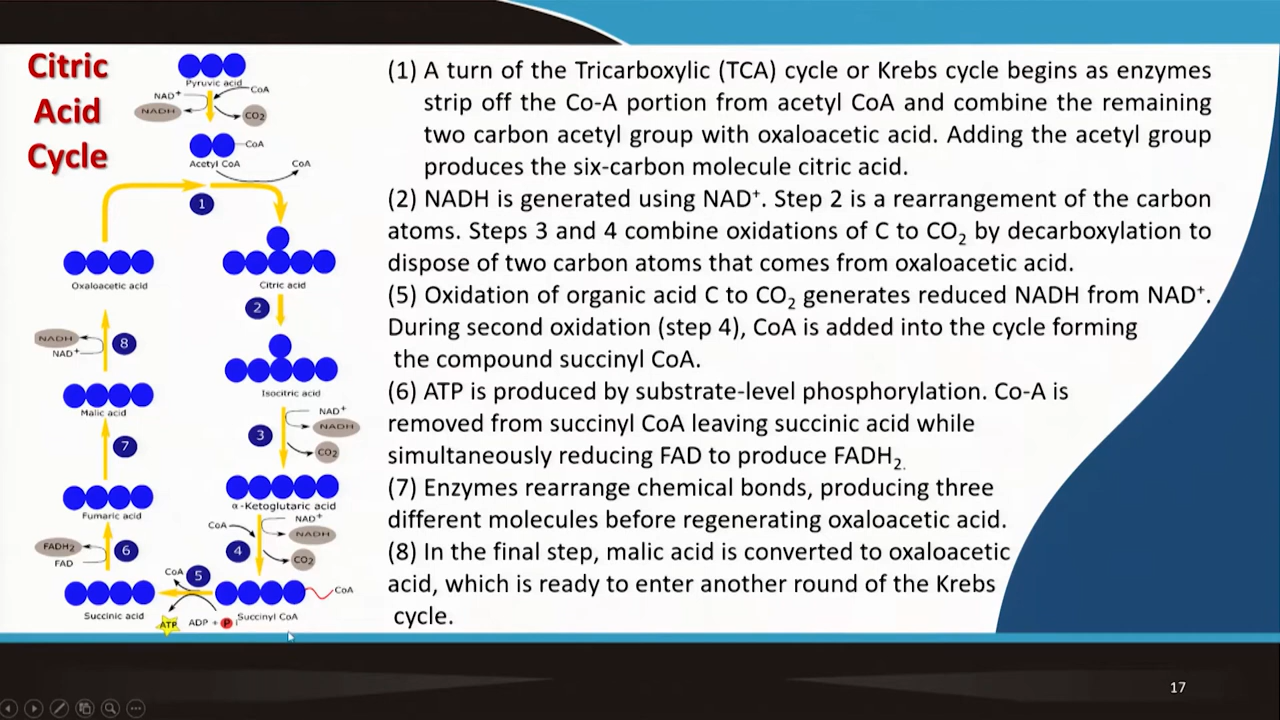 Citric
Acid
Cycle
Pyruvic acid
NAD⁺
CoA
NADH
CO₂
CoA
Acetyl CoA
CoA
1
Oxaloacetic acid
Citric acid
2
NADH
NAD⁺
8
Isocitric acid
Malic acid
NAD⁺
3
NADH
CO₂
7
α-Ketoglutaric acid
Fumaric acid
NAD⁺
CoA
NADH
FADH₂
6
4
CO₂
FAD
CoA
5
CoA
Succinic acid
Succinyl CoA
ATP
ADP + P i
(1) A turn of the Tricarboxylic (TCA) cycle or Krebs cycle begins as enzymes
strip off the Co-A portion from acetyl CoA and combine the remaining
two carbon acetyl group with oxaloacetic acid. Adding the acetyl group
produces the six-carbon molecule citric acid.
(2) NADH is generated using NAD⁺. Step 2 is a rearrangement of the carbon
atoms. Steps 3 and 4 combine oxidations of C to CO₂ by decarboxylation to
dispose of two carbon atoms that comes from oxaloacetic acid.
(5) Oxidation of organic acid C to CO₂ generates reduced NADH from NAD⁺.
During second oxidation (step 4), CoA is added into the cycle forming
the compound succinyl CoA.
(6) ATP is produced by substrate-level phosphorylation. Co-A is
removed from succinyl CoA leaving succinic acid while
simultaneously reducing FAD to produce FADH₂.
(7) Enzymes rearrange chemical bonds, producing three
different molecules before regenerating oxaloacetic acid.
(8) In the final step, malic acid is converted to oxaloacetic
acid, which is ready to enter another round of the Krebs
cycle.
17